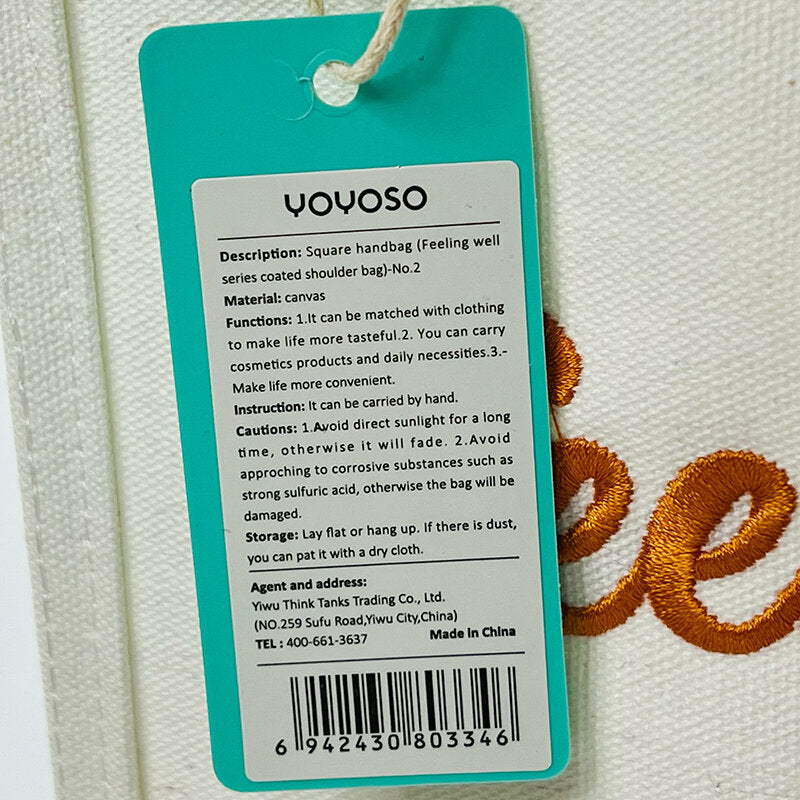 YOYOSO
Description: Square handbag (Feeling well
series coated shoulder bag)-No.2
Material: canvas
Functions: 1.It can be matched with clothing
to make life more tasteful.2. You can carry
cosmetics products and daily necessities.3.-
Make life more convenient.
Instruction: It can be carried by hand.
Cautions: 1.Avoid direct sunlight for a long
time, otherwise it will fade. 2.Avoid
approching to corrosive substances such as
strong sulfuric acid, otherwise the bag will be
damaged.
Storage: Lay flat or hang up. If there is dust,
you can pat it with a dry cloth.
Agent and address:
Yiwu Think Tanks Trading Co., Ltd.
(NO.259 Sufu Road,Yiwu City,China)
TEL : 400-661-3637 Made in China
6 942430 803346
ee